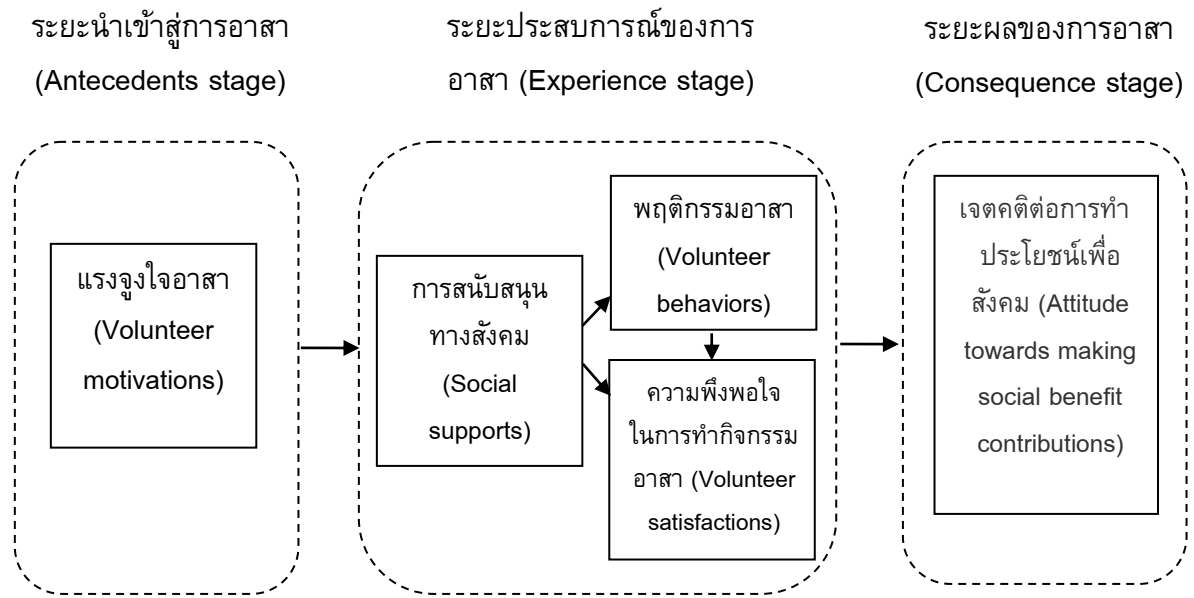 ระยะนำเข้าสู่การอาสา
(Antecedents stage)
ระยะประสบการณ์ของการ
อาสา (Experience stage)
ระยะผลของการอาสา
(Consequence stage)
แรงจูงใจอาสา
(Volunteer
motivations)
การสนับสนุน
ทางสังคม
(Social
supports)
พฤติกรรมอาสา
(Volunteer
behaviors)
ความพึงพอใจ
ในการทำกิจกรรม
อาสา (Volunteer
satisfactions)
เจตคติต่อการทำ
ประโยชน์เพื่อ
สังคม (Attitude
towards making
social benefit
contributions)